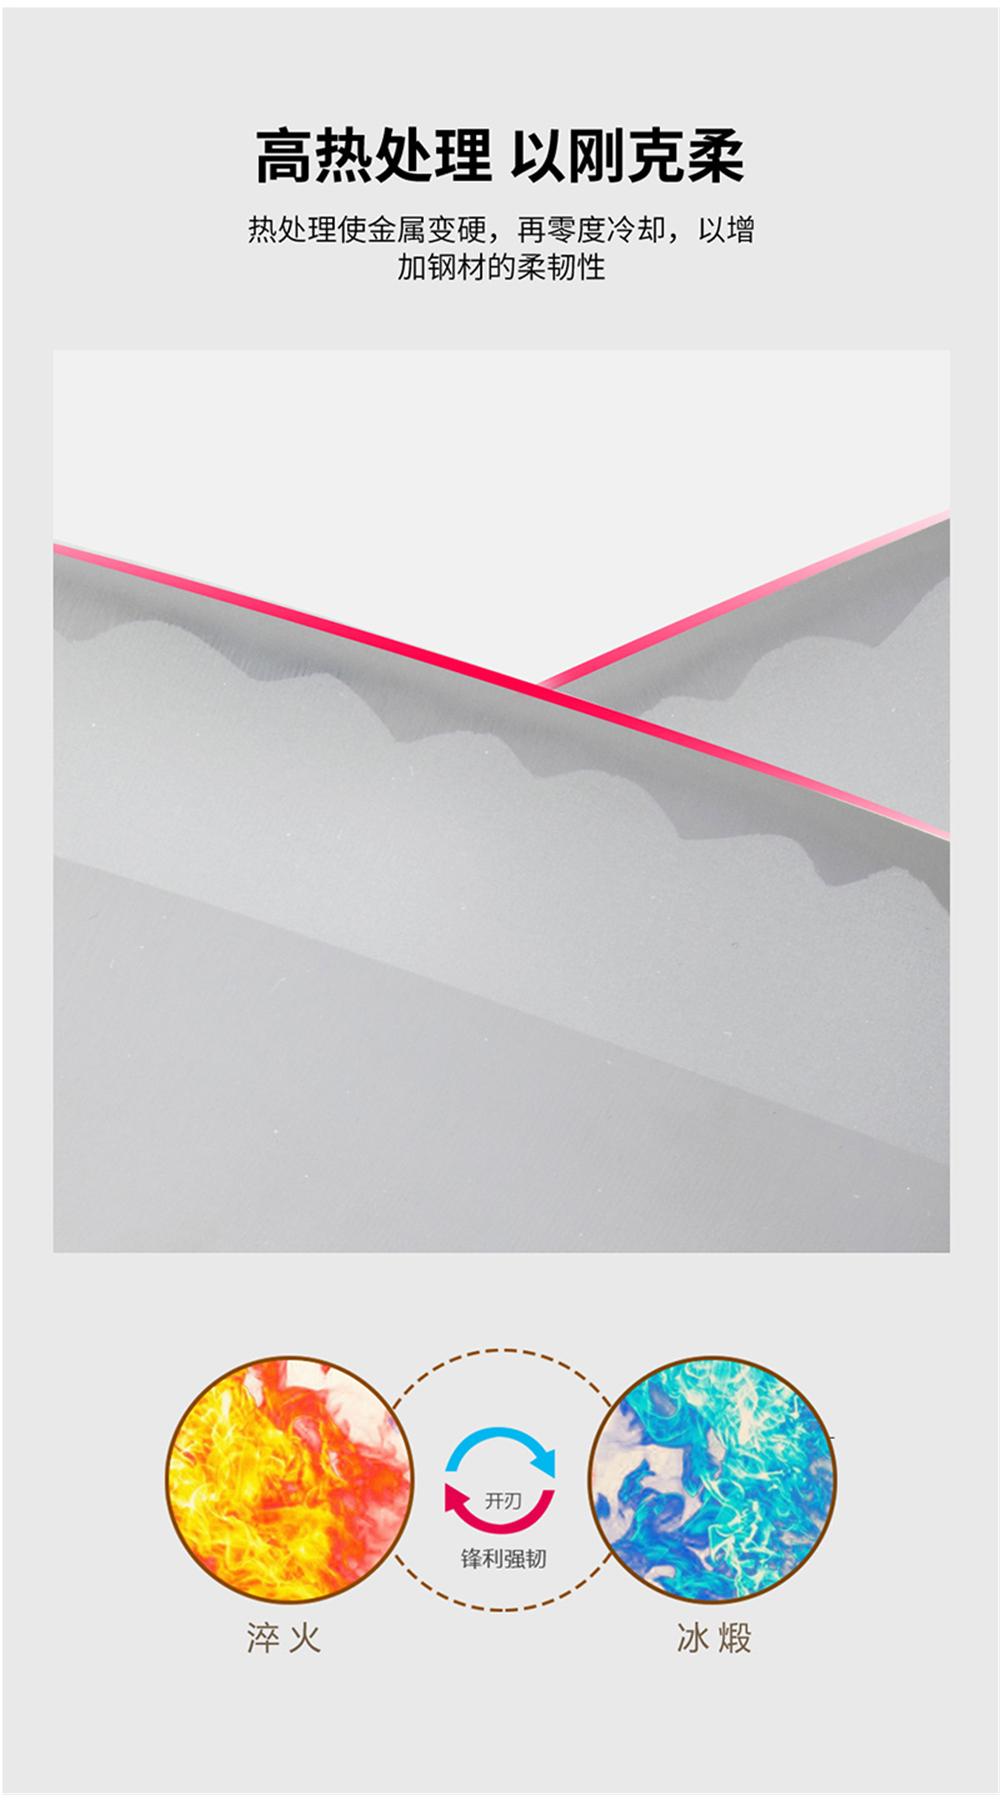 高热处理 以刚克柔
热处理使金属变硬，再零度冷却，以增
加钢材的柔韧性
开刃
锋利强韧
淬火
冰煅